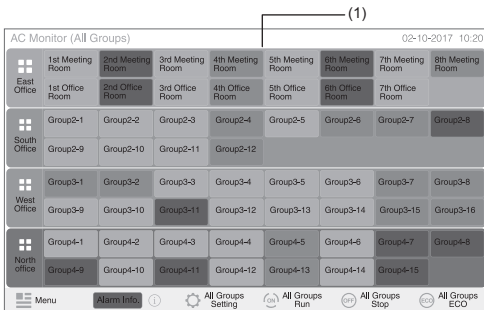 (1)
AC Monitor (All Groups) 02-10-2017 10:20
East Office
1st Meeting Room 2nd Meeting Room 3rd Meeting Room 4th Meeting Room 5th Meeting Room 6th Meeting Room 7th Meeting Room 8th Meeting Room
1st Office Room 2nd Office Room 3rd Office Room 4th Office Room 5th Office Room 6th Office Room 7th Office Room
South Office
Group2-1 Group2-2 Group2-3 Group2-4 Group2-5 Group2-6 Group2-7 Group2-8
Group2-9 Group2-10 Group2-11 Group2-12
West Office
Group3-1 Group3-2 Group3-3 Group3-4 Group3-5 Group3-6 Group3-7 Group3-8
Group3-9 Group3-10 Group3-11 Group3-12 Group3-13 Group3-14 Group3-15 Group3-16
North office
Group4-1 Group4-2 Group4-3 Group4-4 Group4-5 Group4-6 Group4-7 Group4-8
Group4-9 Group4-10 Group4-11 Group4-12 Group4-13 Group4-14 Group4-15
Menu Alarm Info. i All Groups Setting ON All Groups Run OFF All Groups Stop ECO All Groups ECO